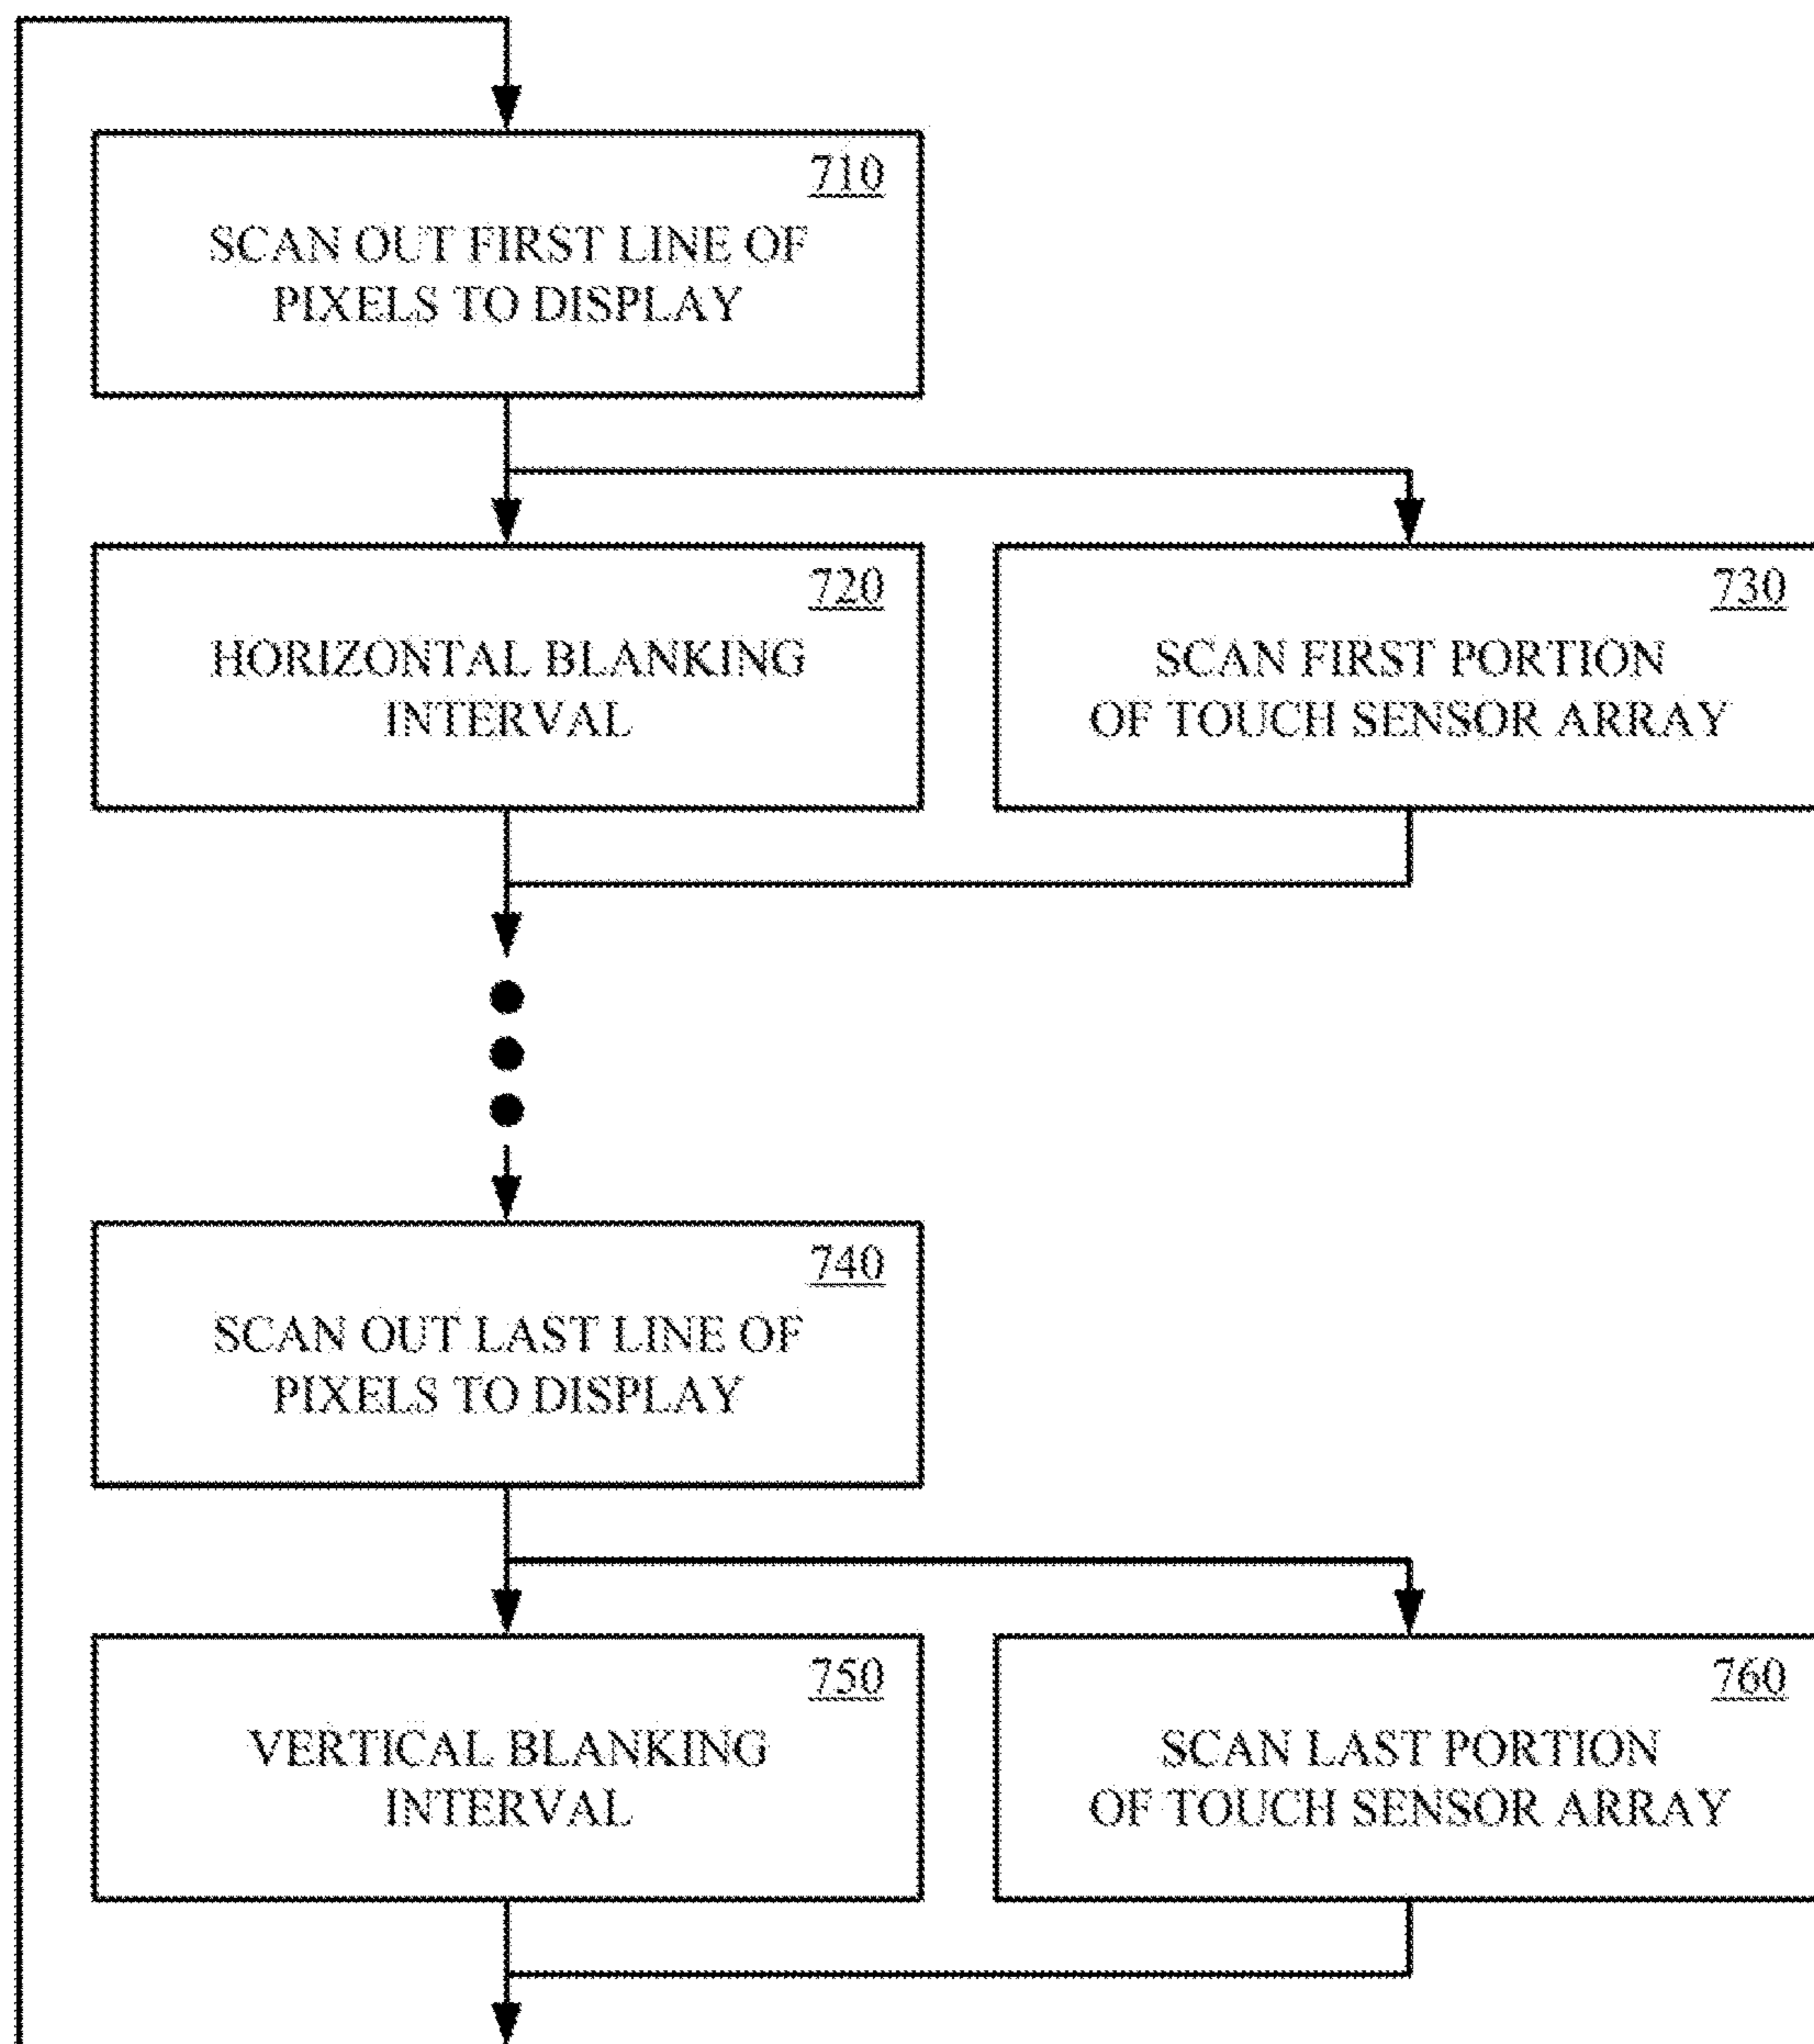 710
SCAN OUT FIRST LINE OF
PIXELS TO DISPLAY
720
HORIZONTAL BLANKING
INTERVAL
730
SCAN FIRST PORTION
OF TOUCH SENSOR ARRAY
740
SCAN OUT LAST LINE OF
PIXELS TO DISPLAY
750
VERTICAL BLANKING
INTERVAL
760
SCAN LAST PORTION
OF TOUCH SENSOR ARRAY